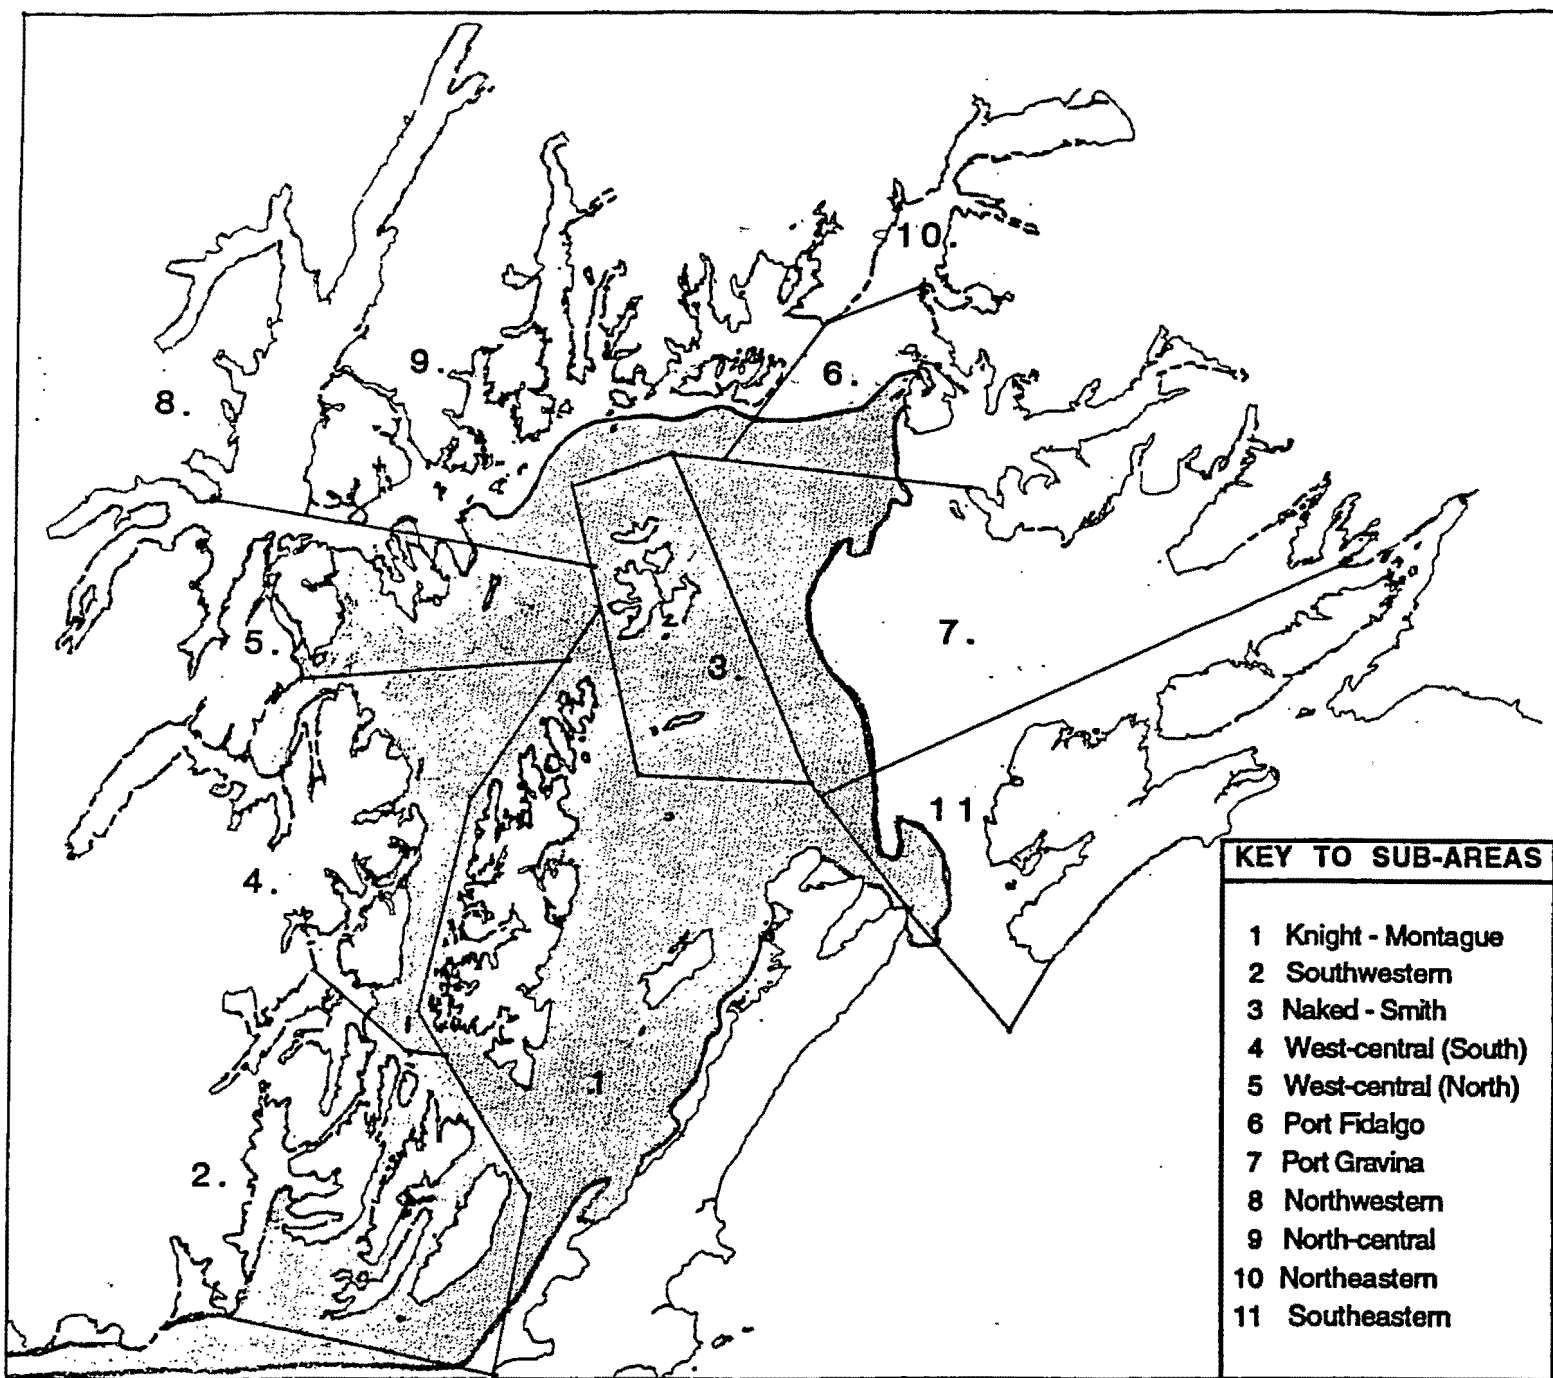 10.
9.
6.
8.
7.
5.
3.
11
4.
.1
2.
KEY TO SUB-AREAS
1 Knight - Montague
2 Southwestern
3 Naked - Smith
4 West-central (South)
5 West-central (North)
6 Port Fidalgo
7 Port Gravina
8 Northwestern
9 North-central
10 Northeastern
11 Southeastern